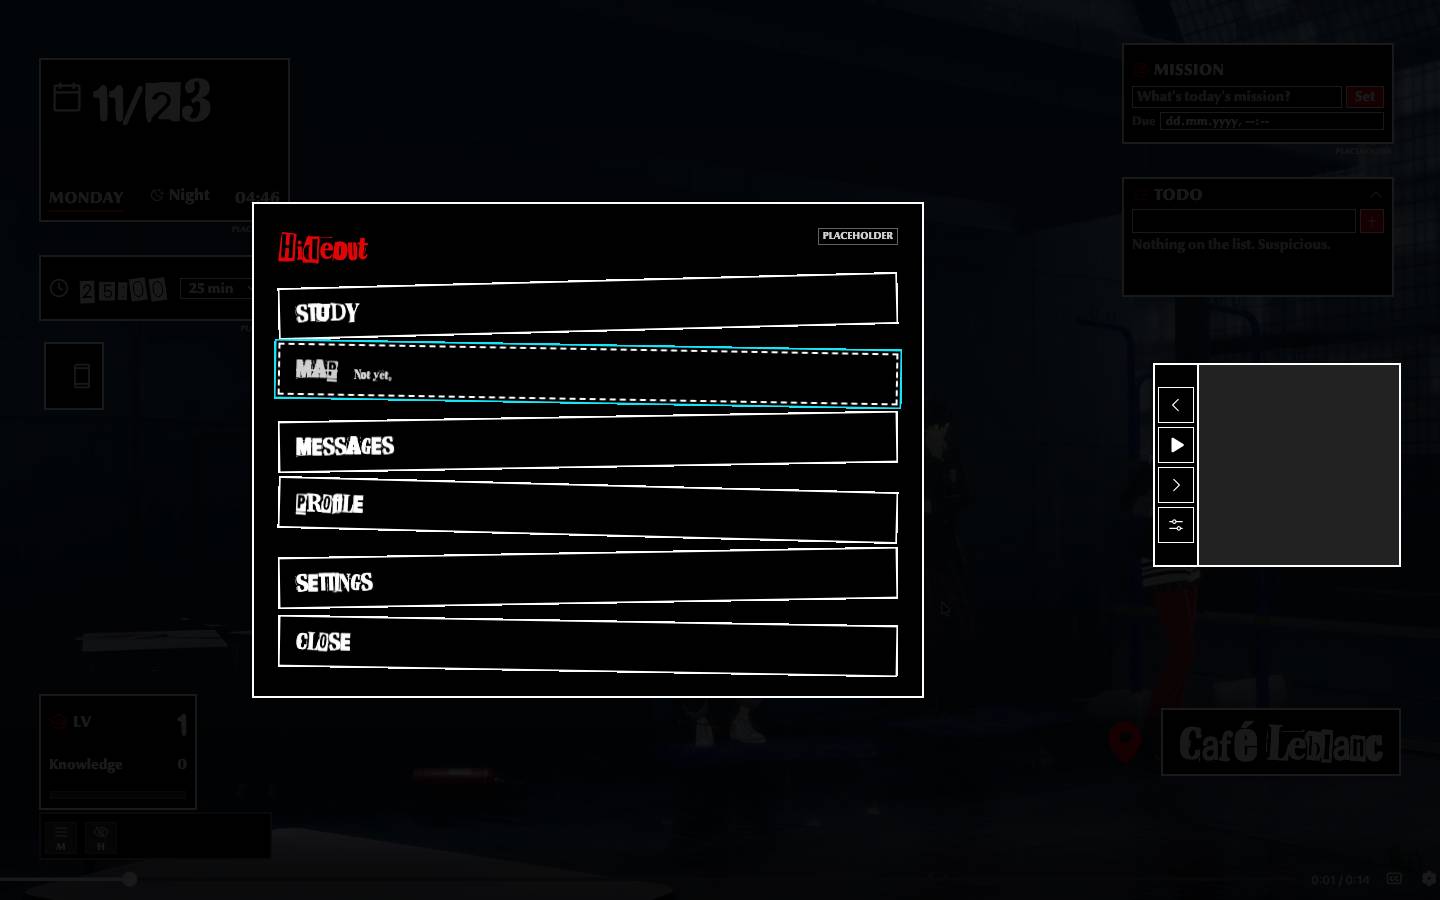 11/23
MONDAY
Night
04:46
25:00
25 min
MISSION
What's today's mission?
Set
Due
dd.mm.yyyy, --:--
PLACEHOLDER
TODO
+
Nothing on the list. Suspicious.
Hideout
PLACEHOLDER
STUDY
MAP
Not yet.
MESSAGES
PROFILE
SETTINGS
CLOSE
LV
1
Knowledge
0
M
H
Café Leblanc
0:01 / 0:14
CC